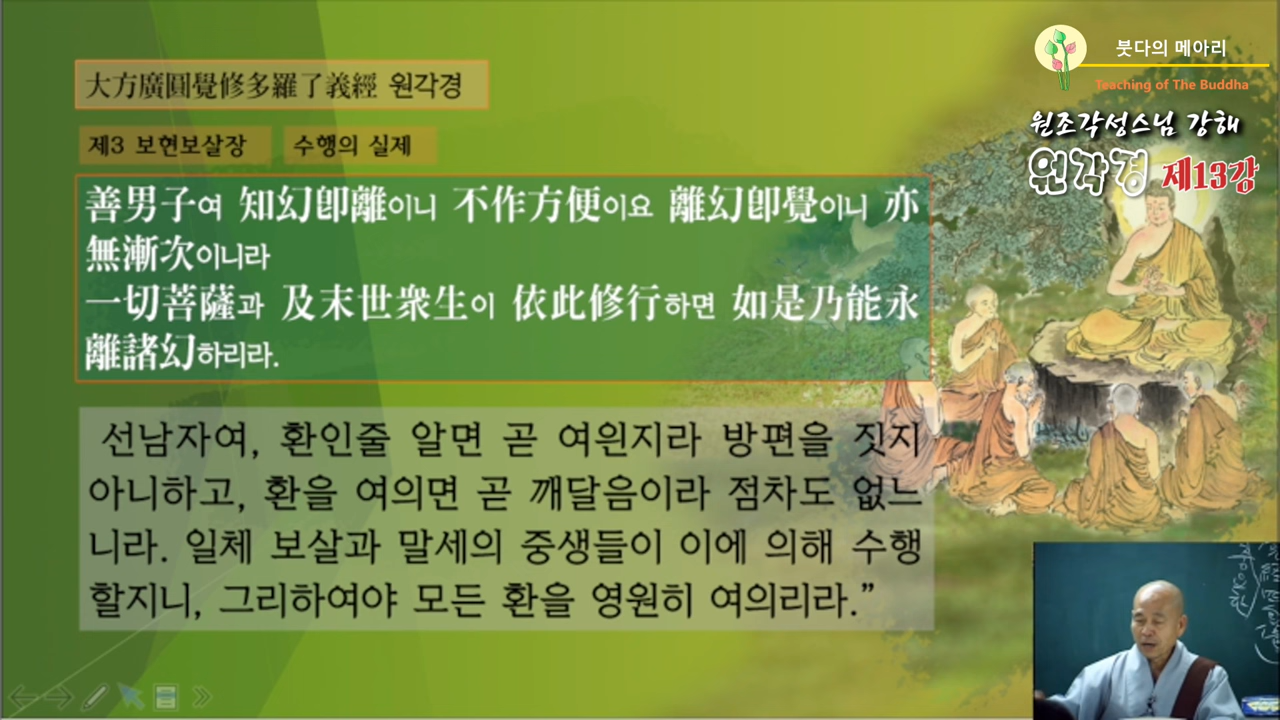 大方廣圓覺修多羅了義經 원각경
제3 보현보살장 수행의 실제
善男子여 知幻卽離이니 不作方便이요 離幻卽覺이니 亦
無漸次이니라
一切菩薩과 及末世衆生이 依此修行하면 如是乃能永
離諸幻하리라.
선남자여, 환인줄 알면 곧 여읜지라 방편을 짓지
아니하고, 환을 여의면 곧 깨달음이라 점차도 없느
니라. 일체 보살과 말세의 중생들이 이에 의해 수행
할지니, 그리하여야 모든 환을 영원히 여의리라.”
붓다의 메아리
Teaching of The Buddha
원조각성스님 강해
원각경 제13강